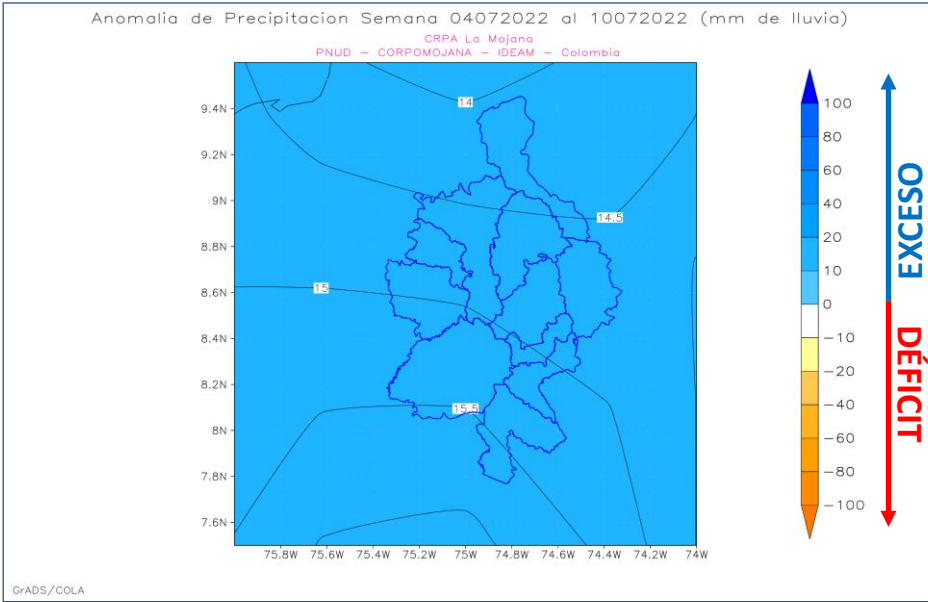 Anomalia de Precipitacion Semana 04072022 al 10072022 (mm de lluvia)
CRPA La Mojana
PNUD – CORPOMOJANA – IDEAM – Colombia
9.4N
9.2N
9N
8.8N
8.6N
8.4N
8.2N
8N
7.8N
7.6N
14
14.5
15
15.5
75.8W 75.6W 75.4W 75.2W 75W 74.8W 74.6W 74.4W 74.2W 74W
100
80
60
40
20
10
0
−10
−20
−40
−60
−80
−100
EXCESO
DÉFICIT
GrADS/COLA